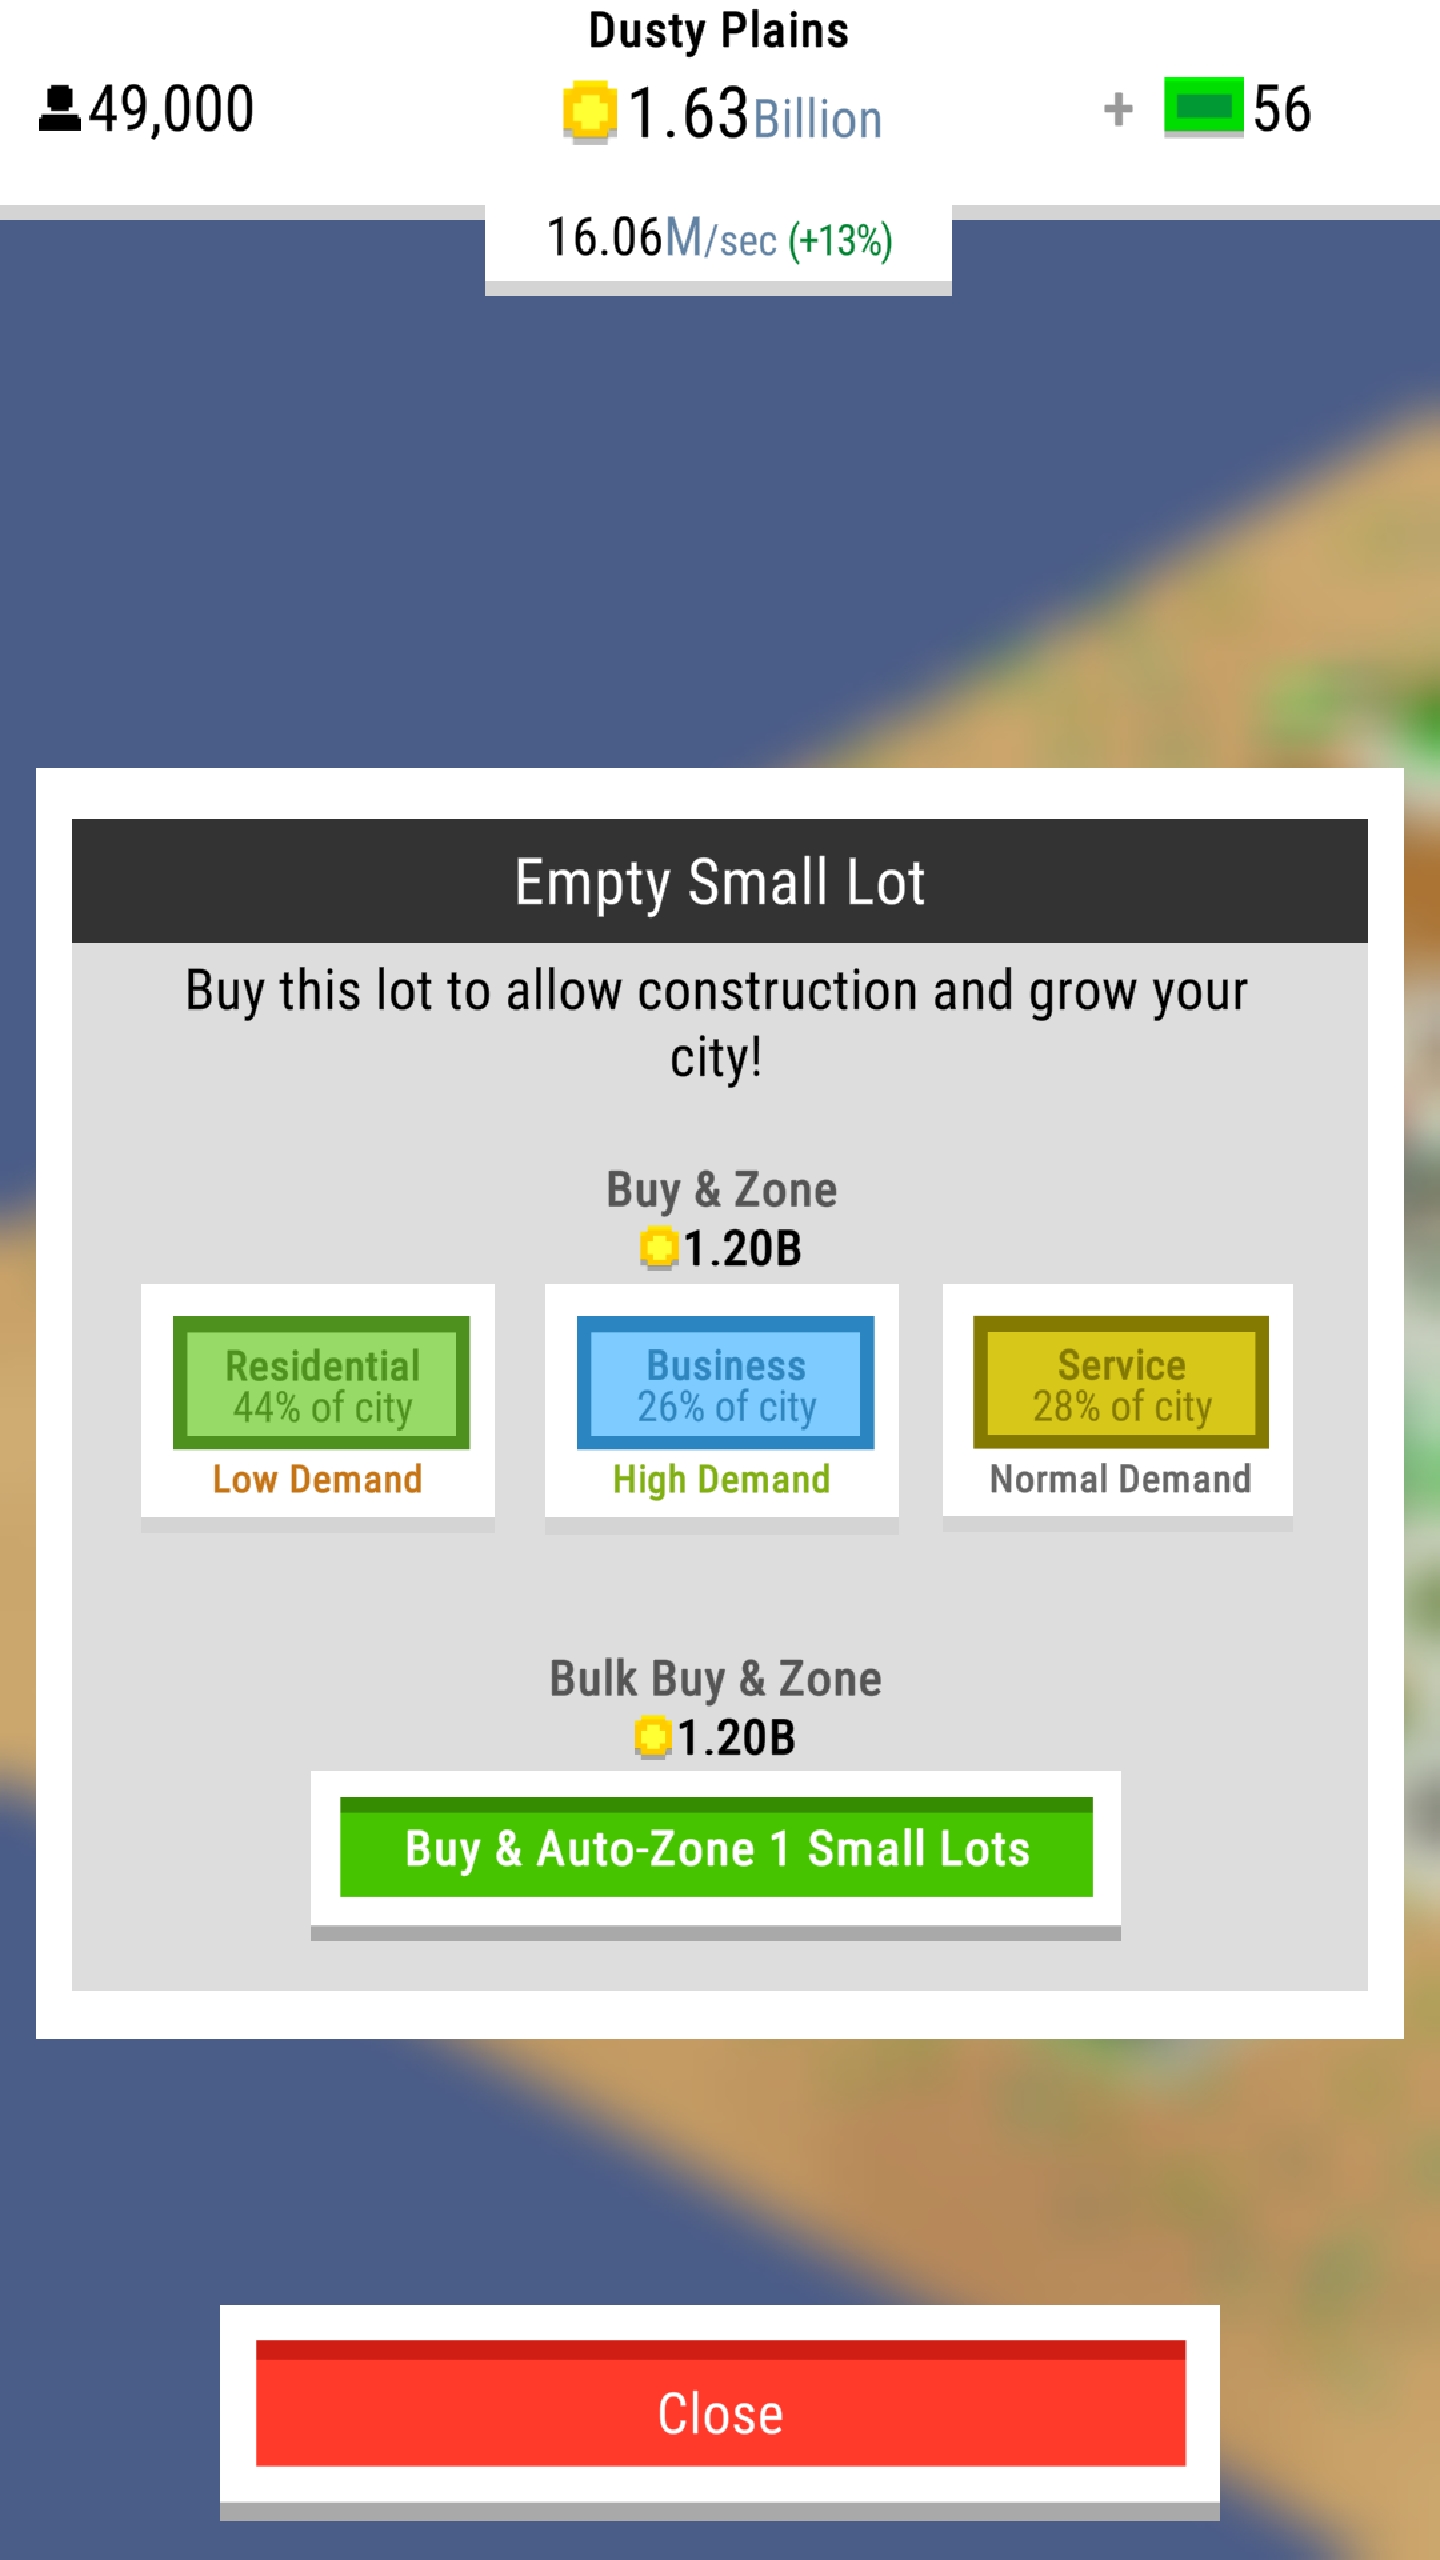 Dusty Plains
49,000
1.63Billion
+ 56
16.06M/sec (+13%)
Empty Small Lot
Buy this lot to allow construction and grow your
city!
Buy & Zone
1.20B
Residential
44% of city
Low Demand
Business
26% of city
High Demand
Service
28% of city
Normal Demand
Bulk Buy & Zone
1.20B
Buy & Auto-Zone 1 Small Lots
Close